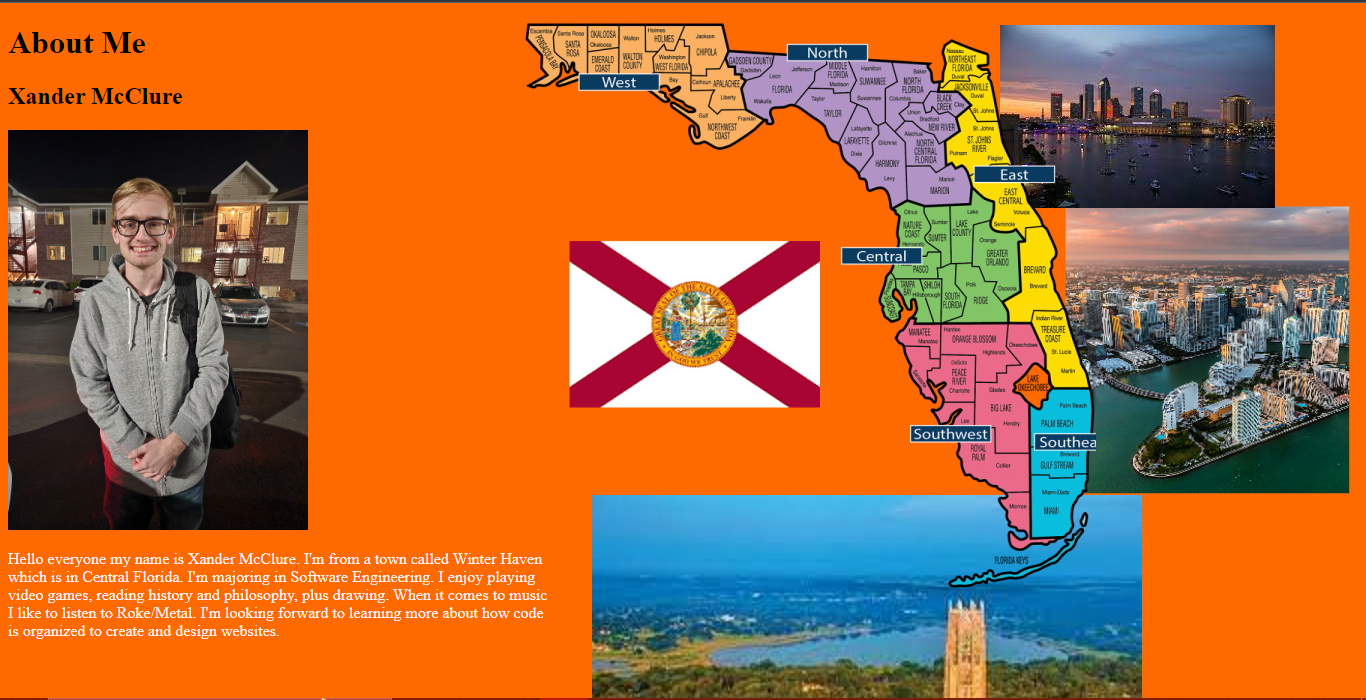 About Me
Xander McClure
Hello everyone my name is Xander McClure. I'm from a town called Winter Haven
which is in Central Florida. I'm majoring in Software Engineering. I enjoy playing
video games, reading history and philosophy, plus drawing. When it comes to music
I like to listen to Roke/Metal. I'm looking forward to learning more about how code
is organized to create and design websites.
West
North
East
Central
Southwest
Southea
Escambia
PENSACOLA BAY
Santa Rosa
SANTA
ROSA
OKALOOSA
Okaloosa
EMERALD
COAST
Walton
WALTON
COUNTY
Holmes
HOLMES
Washington
WEST FLORIDA
Bay
Jackson
CHIPOLA
Calhoun
APALACHEE
Liberty
Gulf
Franklin
NORTHWEST
COAST
GADSDEN COUNTY
Gadsden
Leon
FLORIDA
Wakulla
Jefferson
MIDDLE
FLORIDA
Madison
Taylor
TAYLOR
Hamilton
SUWANNEE
Suwannee
Lafayette
LAFAYETTE
Dixie
Baker
NORTH
FLORIDA
Columbia
Union
Bradford
NEW RIVER
BLACK
CREEK
Clay
Alachua
NORTH
CENTRAL
FLORIDA
Gilchrist
HARMONY
Levy
Marion
MARION
Nassau
NORTHEAST
FLORIDA
Duval
JACKSONVILLE
Duval
St. Johns
St. Johns
ST. JOHNS
RIVER
Putnam
Flagler
EAST
CENTRAL
Volusia
Seminole
BREVARD
Brevard
Indian River
TREASURE
COAST
St. Lucie
Martin
Citrus
NATURE
COAST
Hernando
Sumter
SUMTER
Lake
LAKE
COUNTY
Orange
GREATER
ORLANDO
Osceola
PASCO
TAMPA
BAY
SHILOH
Hillsborough
Polk
SOUTH
FLORIDA
RIDGE
MANATEE
Manatee
Sarasota
Hardee
ORANGE BLOSSOM
Highlands
Okeechobee
DeSoto
PEACE
RIVER
Charlotte
Glades
BIG LAKE
Lee
Hendry
ROYAL
PALM
Collier
Monroe
LAKE
OKEECHOBEE
Palm Beach
PALM BEACH
Broward
GULF STREAM
Miami-Dade
MIAMI
FLORIDA KEYS